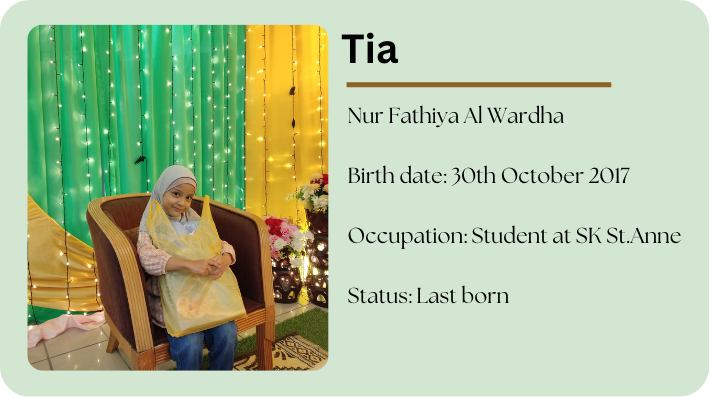 Tia
Nur Fathiya Al Wardha
Birth date: 30th October 2017
Occupation: Student at SK St.Anne
Status: Last born